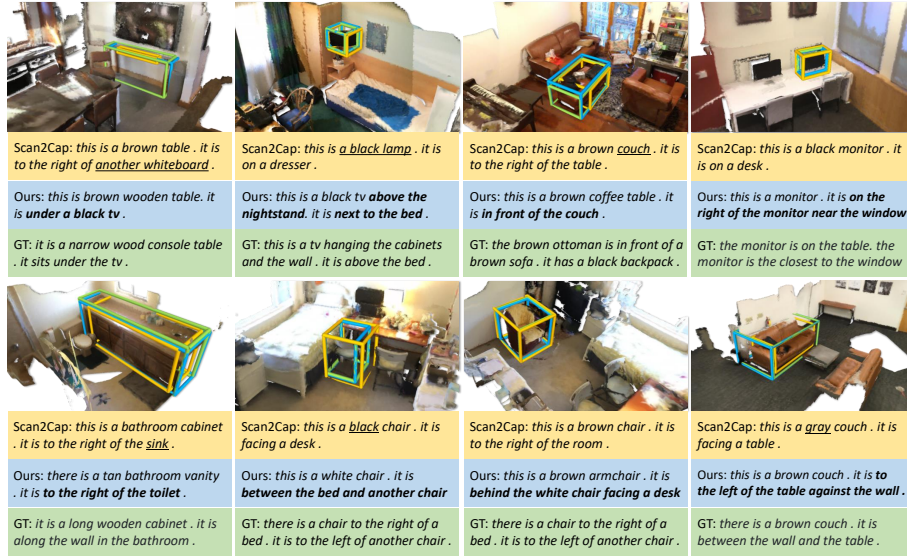 Scan2Cap: this is a brown table . it is
to the right of another whiteboard .
Ours: this is brown wooden table. it
is under a black tv .
GT: it is a narrow wood console table
. it sits under the tv .
Scan2Cap: this is a black lamp . it is
on a dresser .
Ours: this is a black tv above the
nightstand. it is next to the bed .
GT: this is a tv hanging the cabinets
and the wall . it is above the bed .
Scan2Cap: this is a brown couch . it is
to the right of the table .
Ours: this is a brown coffee table . it
is in front of the couch .
GT: the brown ottoman is in front of a
brown sofa . it has a black backpack .
Scan2Cap: this is a black monitor . it
is on a desk .
Ours: this is a monitor . it is on the
right of the monitor near the window
GT: the monitor is on the table. the
monitor is the closest to the window
Scan2Cap: this is a bathroom cabinet
. it is to the right of the sink .
Ours: there is a tan bathroom vanity
. it is to the right of the toilet .
GT: it is a long wooden cabinet . it is
along the wall in the bathroom .
Scan2Cap: this is a black chair . it is
facing a desk .
Ours: this is a white chair . it is
between the bed and another chair
GT: there is a chair to the right of a
bed . it is to the left of another chair .
Scan2Cap: this is a brown chair . it is
to the right of the room .
Ours: this is a brown armchair . it is
behind the white chair facing a desk
GT: there is a chair to the right of a
bed . it is to the left of another chair .
Scan2Cap: this is a gray couch . it is
facing a table .
Ours: this is a brown couch . it is to
the left of the table against the wall .
GT: there is a brown couch . it is
between the wall and the table .